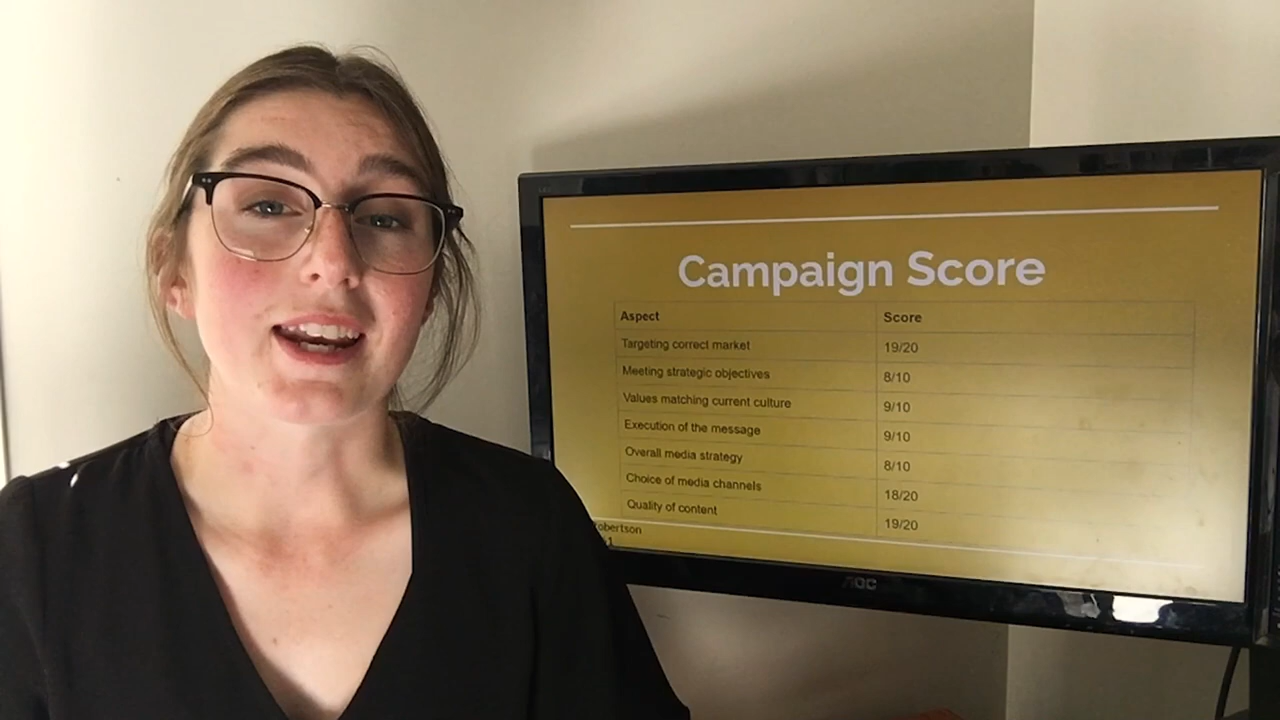 Campaign Score
Aspect Score
Targeting correct market 19/20
Meeting strategic objectives 8/10
Values matching current culture 9/10
Execution of the message 9/10
Overall media strategy 8/10
Choice of media channels 18/20
Quality of content 19/20
Robertson
AOC